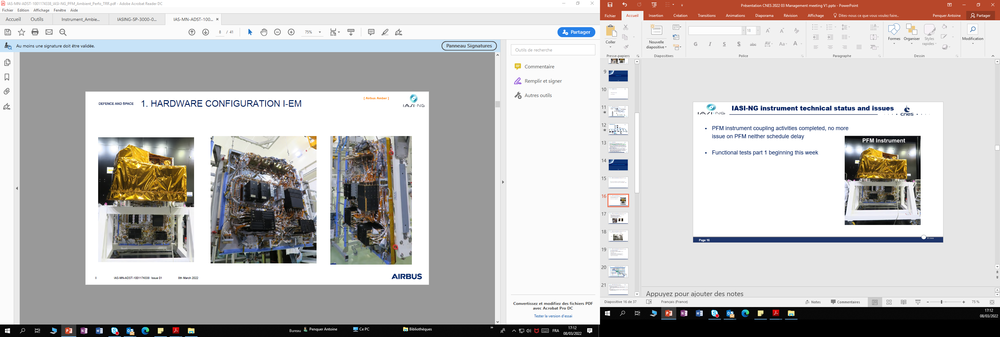 IAS-MN-ADST-1001174338_IASI-NG_PFM_Ambient_Perfo_TRR.pdf - Adobe Acrobat Reader DC
Fichier Edition Affichage Fenêtre Aide
Accueil Outils Instrument_Ambie... IASING-SP-3000-0... IAS-MN-ADST-100... ×
8 / 41 75% Partager
Au moins une signature doit être validée. Panneau Signatures
Outils de recherche
Commentaire
Remplir et signer
Autres outils
Convertissez et modifiez des fichiers PDF
avec Acrobat Pro DC
Tester la version d'essai
DEFENCE AND SPACE 1. HARDWARE CONFIGURATION I-EM
[ Airbus Amber ]
IASI-NG
8 IAS-MN-ADST-1001174338 Issue 01 8th March 2022
AIRBUS
Bureau Penquer Antoine Ce PC Bibliothèques » FRA
17:12
08/03/2022
Présentation CNES 2022 03 Management meeting V1.pptx - PowerPoint
Fichier Accueil Insertion Création Transitions Animations Diaporama Révision Affichage Dites-nous ce que vous voulez faire.. Penquer Antoine Partager
Coller
Nouvelle
diapositive
18
G I S S abc AV Aa A
Formes Organiser Styles
rapides
Modification
Presse-papiers Diapositives Police Paragraphe Dessin
9
10
11
12
13
14
15
16
17
18
19
20
21
IASI-NG
IASI-NG instrument technical status and issues
cnes
▪ PFM instrument coupling activities completed, no more
issue on PFM neither schedule delay
▪ Functional tests part 1 beginning this week
PFM Instrument
Page 16
© cnes
Appuyez pour ajouter des notes
Diapositive 16 de 37 Français (France) Notes Commentaires 75 %
17:12
08/03/2022